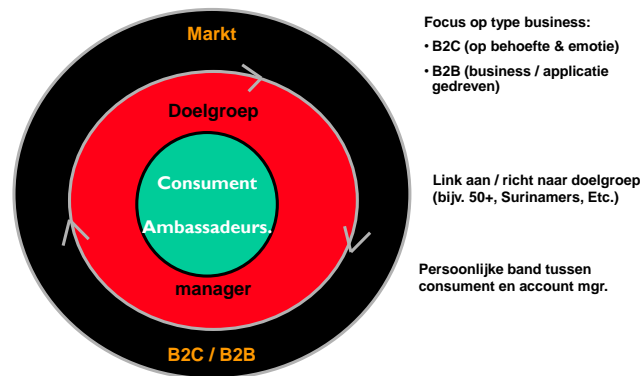 Markt
Doelgroep
Consument
Ambassadeurs.
manager
B2C / B2B
Focus op type business:
• B2C (op behoefte & emotie)
• B2B (business / applicatie
gedreven)
Link aan / richt naar doelgroep
(bijv. 50+, Surinamers, Etc.)
Persoonlijke band tussen
consument en account mgr.